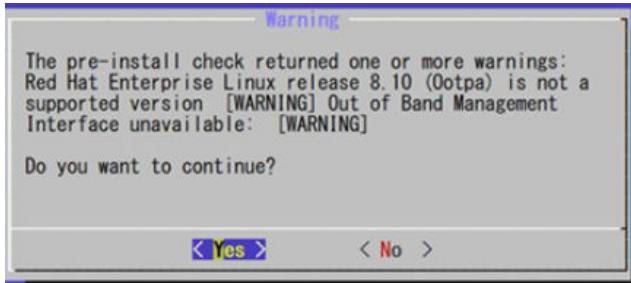 Warning
The pre-install check returned one or more warnings:
Red Hat Enterprise Linux release 8.10 (Ootpa) is not a
supported version [WARNING] Out of Band Management
Interface unavailable: [WARNING]
Do you want to continue?
< Yes > < No >